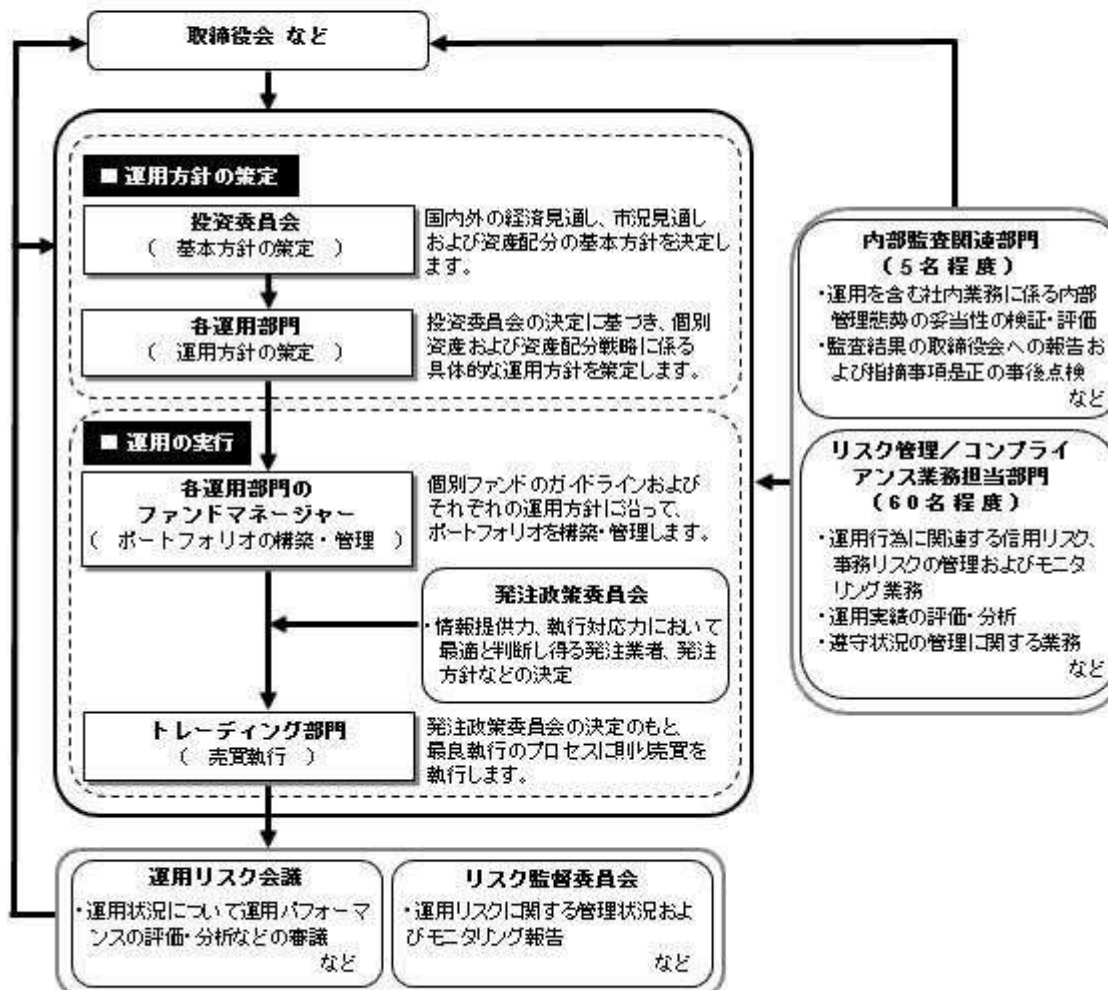 取締役会 など
■ 運用方針の策定
投資委員会
( 基本方針の策定 )
国内外の経済見通し、市況見通し
および資産配分の基本方針を決定し
ます。
各運用部門
( 運用方針の策定 )
投資委員会の決定に基づき、個別
資産および資産配分戦略に係る
具体的な運用方針を策定します。
■ 運用の実行
各運用部門の
ファンドマネージャー
( ポートフォリオの構築・管理 )
個別ファンドのガイドラインおよび
それぞれの運用方針に沿って、
ポートフォリオを構築・管理します。
発注政策委員会
・情報提供力、執行対応力において
最適と判断し得る発注業者、発注
方針などの決定
トレーディング部門
( 売買執行 )
発注政策委員会の決定のもと、
最良執行のプロセスに則り売買を
執行します。
内部監査関連部門
(5名程度)
・運用を含む社内業務に係る内部
管理態勢の妥当性の検証・評価
・監査結果の取締役会への報告お
よび指摘事項是正の事後点検
など
リスク管理/コンプライ
アンス業務担当部門
(60名程度)
・運用行為に関連する信用リスク、
事務リスクの管理およびモニタ
リング業務
・運用実績の評価・分析
・遵守状況の管理に関する業務
など
運用リスク会議
・運用状況について運用パフォーマ
ンスの評価・分析などの審議
など
リスク監督委員会
・運用リスクに関する管理状況およ
びモニタリング報告
など